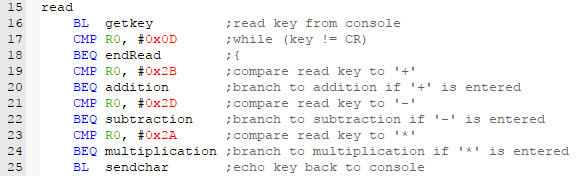 15 read
16 BL getkey ;read key from console
17 CMP R0, #0x0D ;while (key != CR)
18 BEQ endRead ;{
19 CMP R0, #0x2B ;compare read key to '+'
20 BEQ addition ;branch to addition if '+' is entered
21 CMP R0, #0x2D ;compare read key to '-'
22 BEQ subtraction ;branch to subtraction if '-' is entered
23 CMP R0, #0x2A ;compare read key to '*'
24 BEQ multiplication ;branch to multiplication if '*' is entered
25 BL sendchar ;echo key back to console